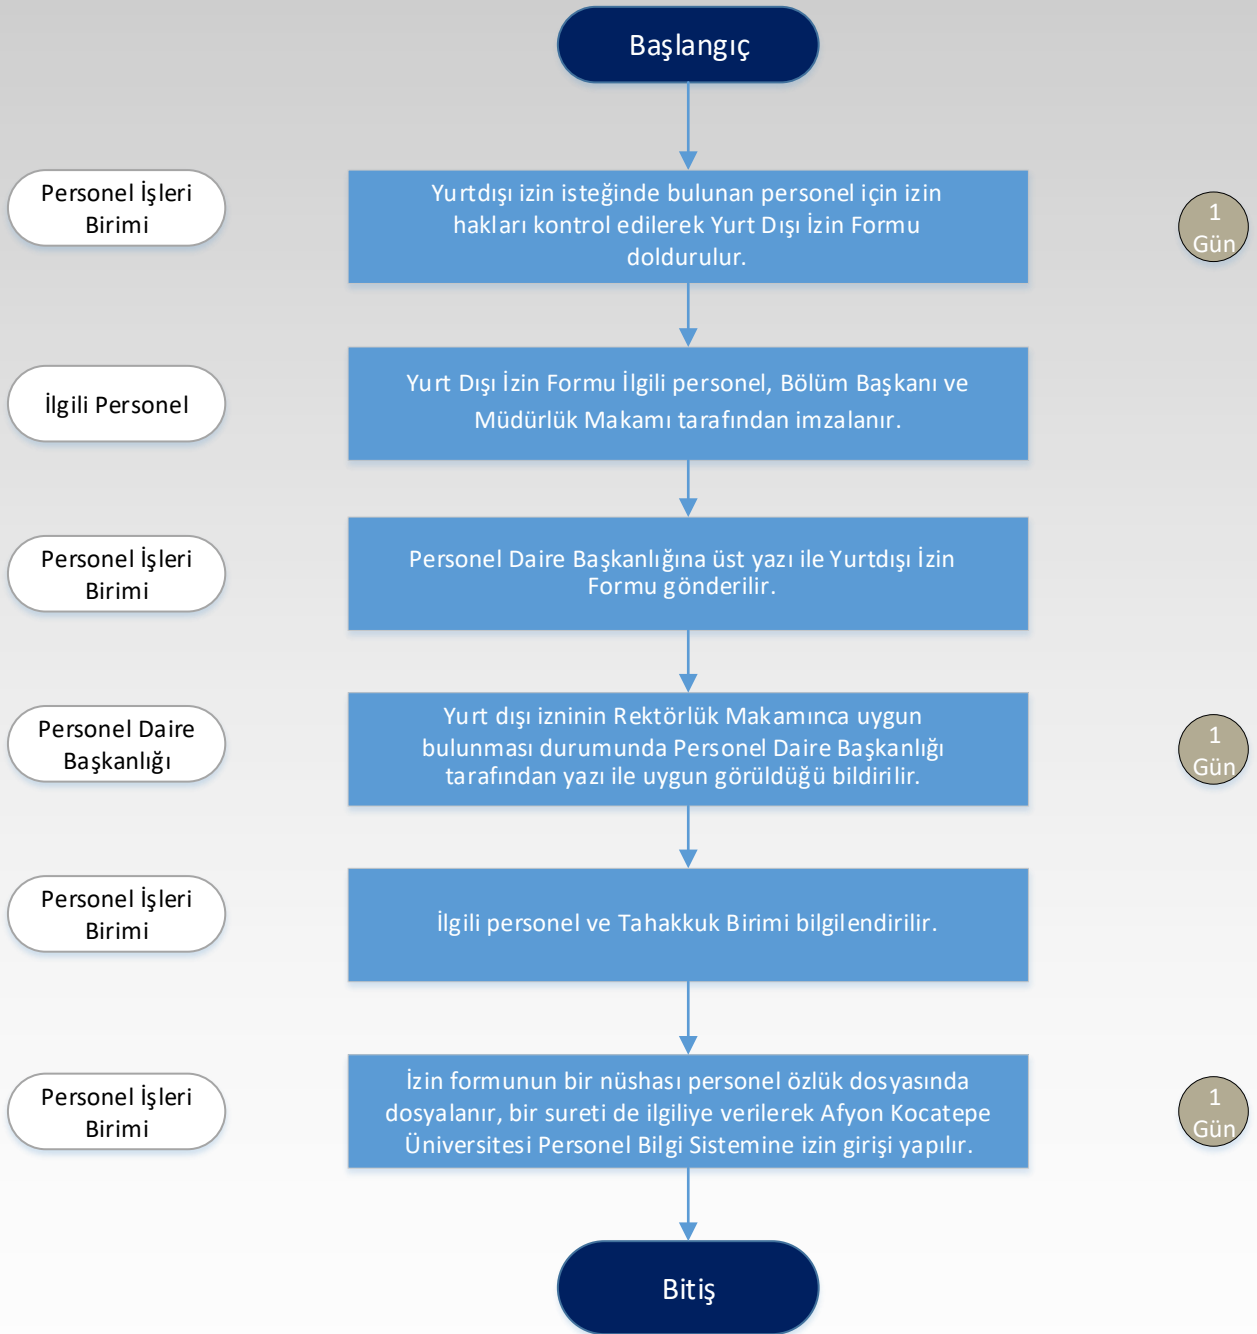 Başlangıç
Personel İşleri
Birimi
Yurtdışı izin isteğinde bulunan personel için izin
hakları kontrol edilerek Yurt Dışı İzin Formu
doldurulur.
1
Gün
İlgili Personel
Yurt Dışı İzin Formu İlgili personel, Bölüm Başkanı ve
Müdürlük Makamı tarafından imzalanır.
Personel İşleri
Birimi
Personel Daire Başkanlığına üst yazı ile Yurtdışı İzin
Formu gönderilir.
Personel Daire
Başkanlığı
Yurt dışı izninin Rektörlük Makamınca uygun
bulunması durumunda Personel Daire Başkanlığı
tarafından yazı ile uygun görüldüğü bildirilir.
1
Gün
Personel İşleri
Birimi
İlgili personel ve Tahakkuk Birimi bilgilendirilir.
Personel İşleri
Birimi
İzin formunun bir nüshası personel özlük dosyasında
dosyalanır, bir sureti de ilgiliye verilerek Afyon Kocatepe
Üniversitesi Personel Bilgi Sistemine izin girişi yapılır.
1
Gün
Bitiş